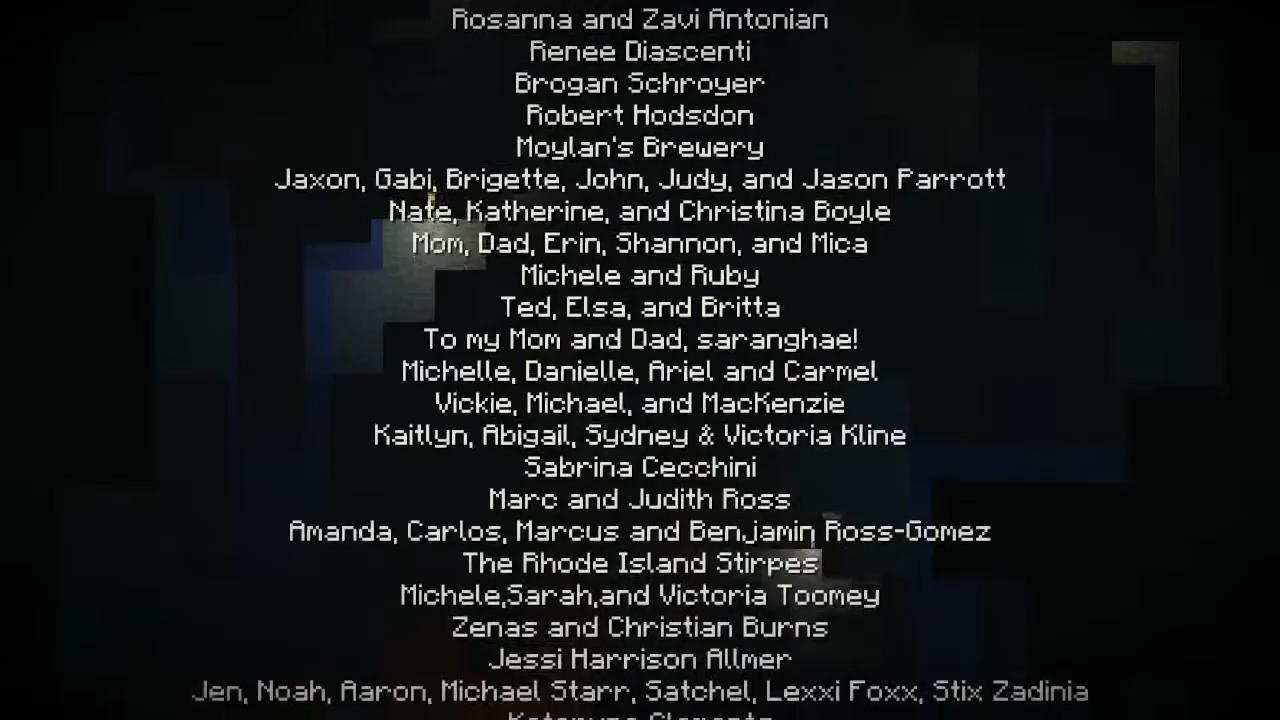 Rosanna and Zavi Antonian
Renee Diascenti
Brogan Schroyer
Robert Hodsdon
Moylan's Brewery
Jaxon, Gabi, Brigette, John, Judy, and Jason Parrott
Nate, Katherine, and Christina Boyle
Mom, Dad, Erin, Shannon, and Mica
Michele and Ruby
Ted, Elsa, and Britta
To my Mom and Dad, saranghae!
Michelle, Danielle, Ariel and Carmel
Vickie, Michael, and MacKenzie
Kaitlyn, Abigail, Sydney & Victoria Kline
Sabrina Cecchini
Marc and Judith Ross
Amanda, Carlos, Marcus and Benjamin Ross-Gomez
The Rhode Island Stirpes
Michele,Sarah,and Victoria Toomey
Zenas and Christian Burns
Jessi Harrison Allmer
Jen, Noah, Aaron, Michael Starr, Satchel, Lexxi Foxx, Stix Zadinia